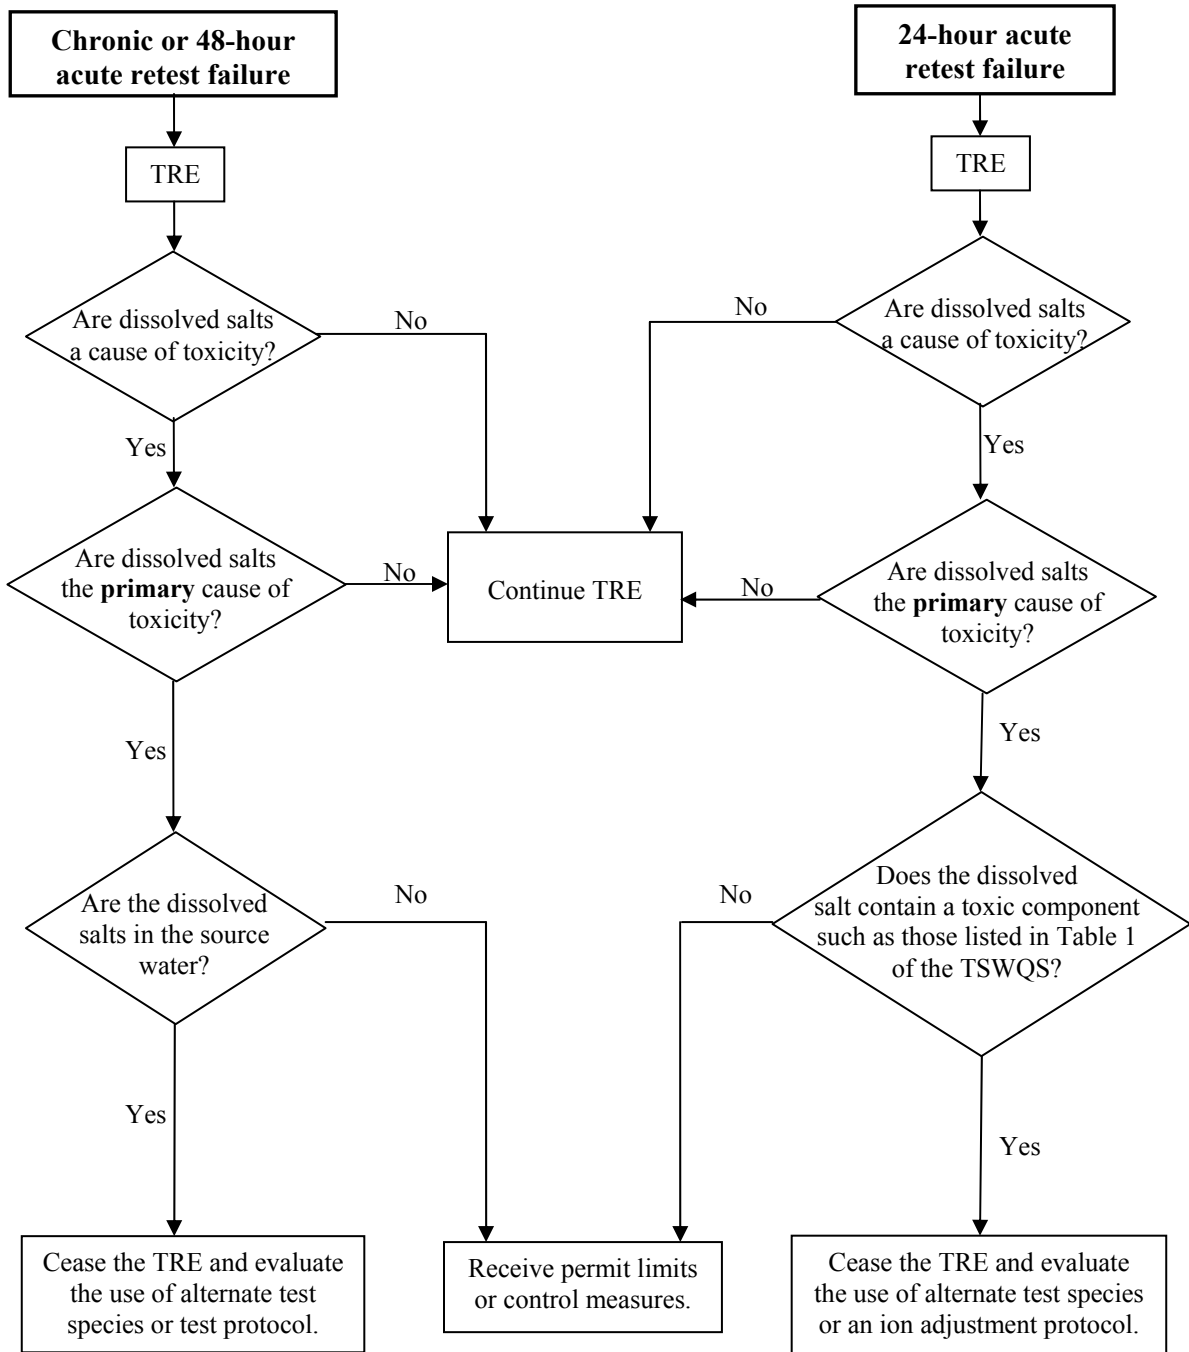 Chronic or 48-hour
acute retest failure
24-hour acute
retest failure
TRE
TRE
Are dissolved salts
a cause of toxicity?
No
No
Are dissolved salts
a cause of toxicity?
Yes
Yes
Are dissolved salts
the primary cause of
toxicity?
No
Continue TRE
No
Are dissolved salts
the primary cause of
toxicity?
Yes
Yes
Are the dissolved
salts in the source
water?
No
No
Does the dissolved
salt contain a toxic component
such as those listed in Table 1
of the TSWQS?
Yes
Yes
Cease the TRE and evaluate
the use of alternate test
species or test protocol.
Receive permit limits
or control measures.
Cease the TRE and evaluate
the use of alternate test species
or an ion adjustment protocol.